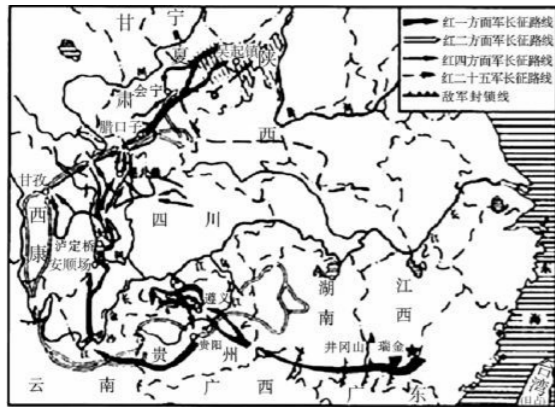 红一方面军长征路线
红二方面军长征路线
红四方面军长征路线
红二十五军长征路线
敌军封锁线
甘
宁
夏
吴起镇
陕
肃
会宁
腊口子
西
甘孜
西
康
四
川
泸定桥
安顺场
遵义
湖
南
江
西
贵阳
贵
州
井冈山
瑞金
云
南
广
西
广
东
海
台湾